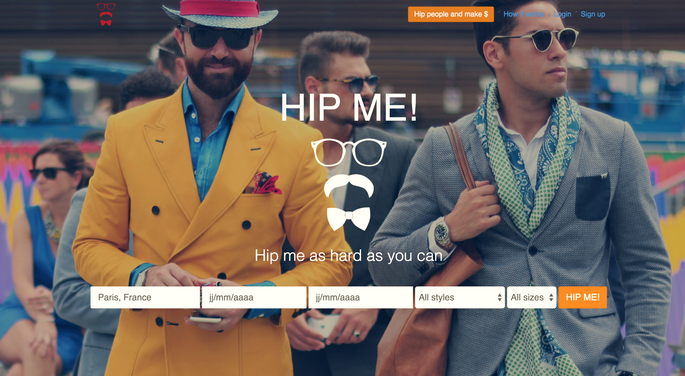 Hip people and make $
How it works
Login
Sign up
HIP ME!
Hip me as hard as you can
Paris, France
jj/mm/aaaa
jj/mm/aaaa
All styles
All sizes
HIP ME!